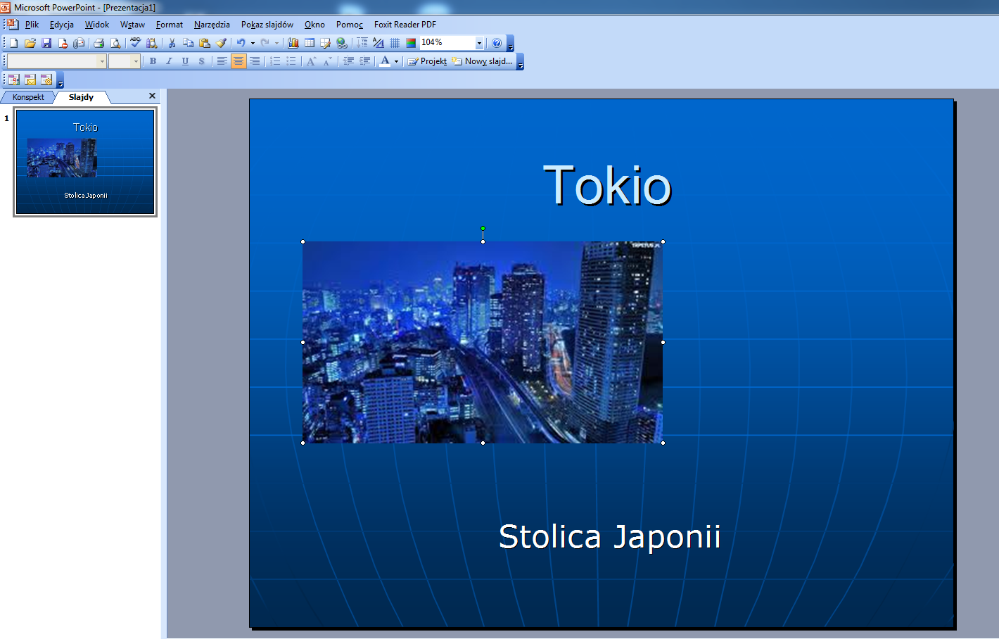 Microsoft PowerPoint - [Prezentacja1]
Plik Edycja Widok Wstaw Format Narzędzia Pokaz slajdów Okno Pomoc Foxit Reader PDF
104%
B I U S A A A Projekt Nowy slajd...
Konspekt Slajdy
1
Tokio
Stolica Japonii
Tokio
Stolica Japonii